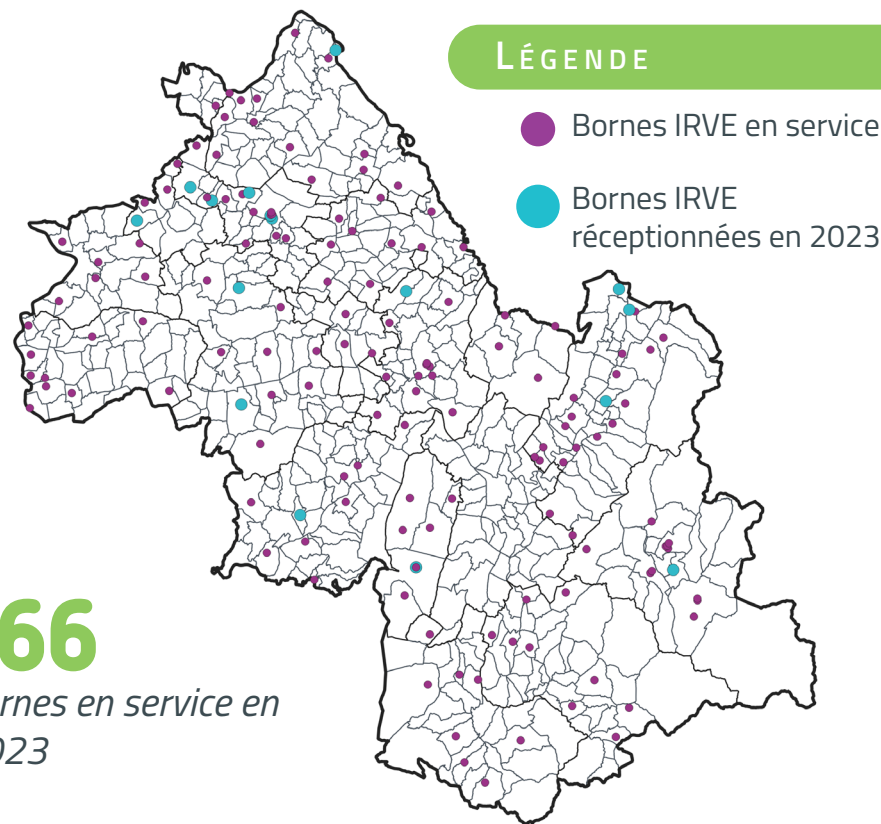 LÉGENDE
Bornes IRVE en service
Bornes IRVE
réceptionnées en 2023
66
rnes en service en
023